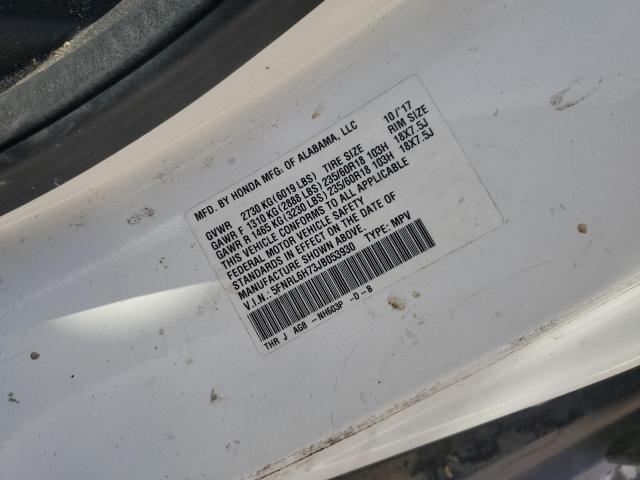 MFD. BY HONDA MFG. OF ALABAMA, LLC 10/'17
GVWR 2730 KG (6019 LBS) TIRE SIZE RIM SIZE
GAWR F 1310 KG (2888 LBS) 235/60R18 103H 18X7.5J
GAWR R 1465 KG (3230 LBS) 235/60R18 103H 18X7.5J
THIS VEHICLE CONFORMS TO ALL APPLICABLE
FEDERAL MOTOR VEHICLE SAFETY
STANDARDS IN EFFECT ON THE DATE OF
MANUFACTURE SHOWN ABOVE.
V.I.N.: 5FNRL6H73JB053930 TYPE: MPV
THR J AG8 - NH603P -D-B